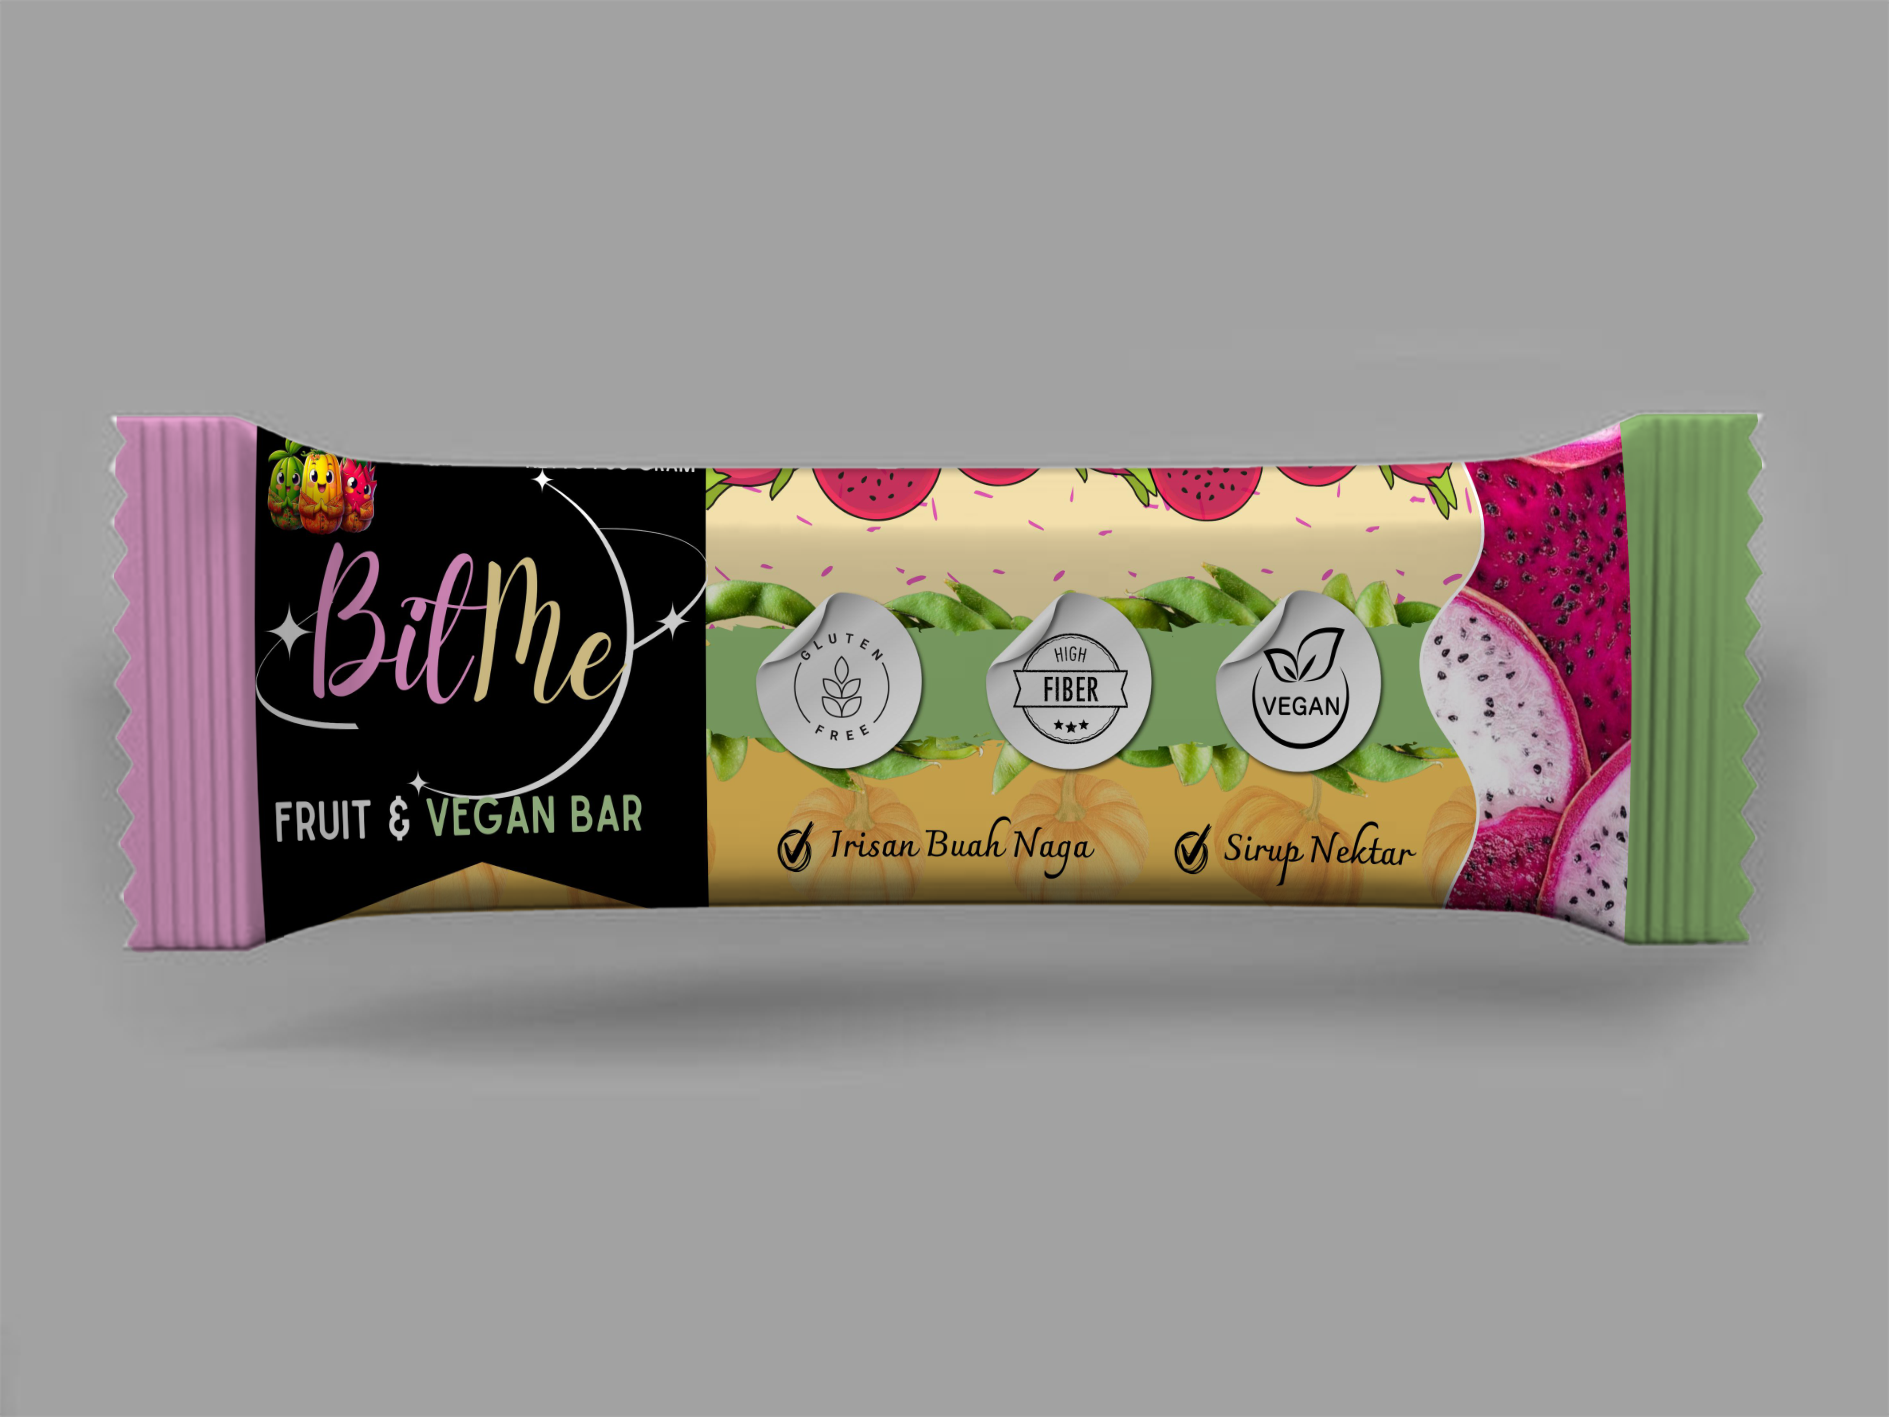 BitMe
FRUIT & VEGAN BAR
GLUTEN
FREE
HIGH
FIBER
VEGAN
Irisan Buah Naga
Sirup Nektar